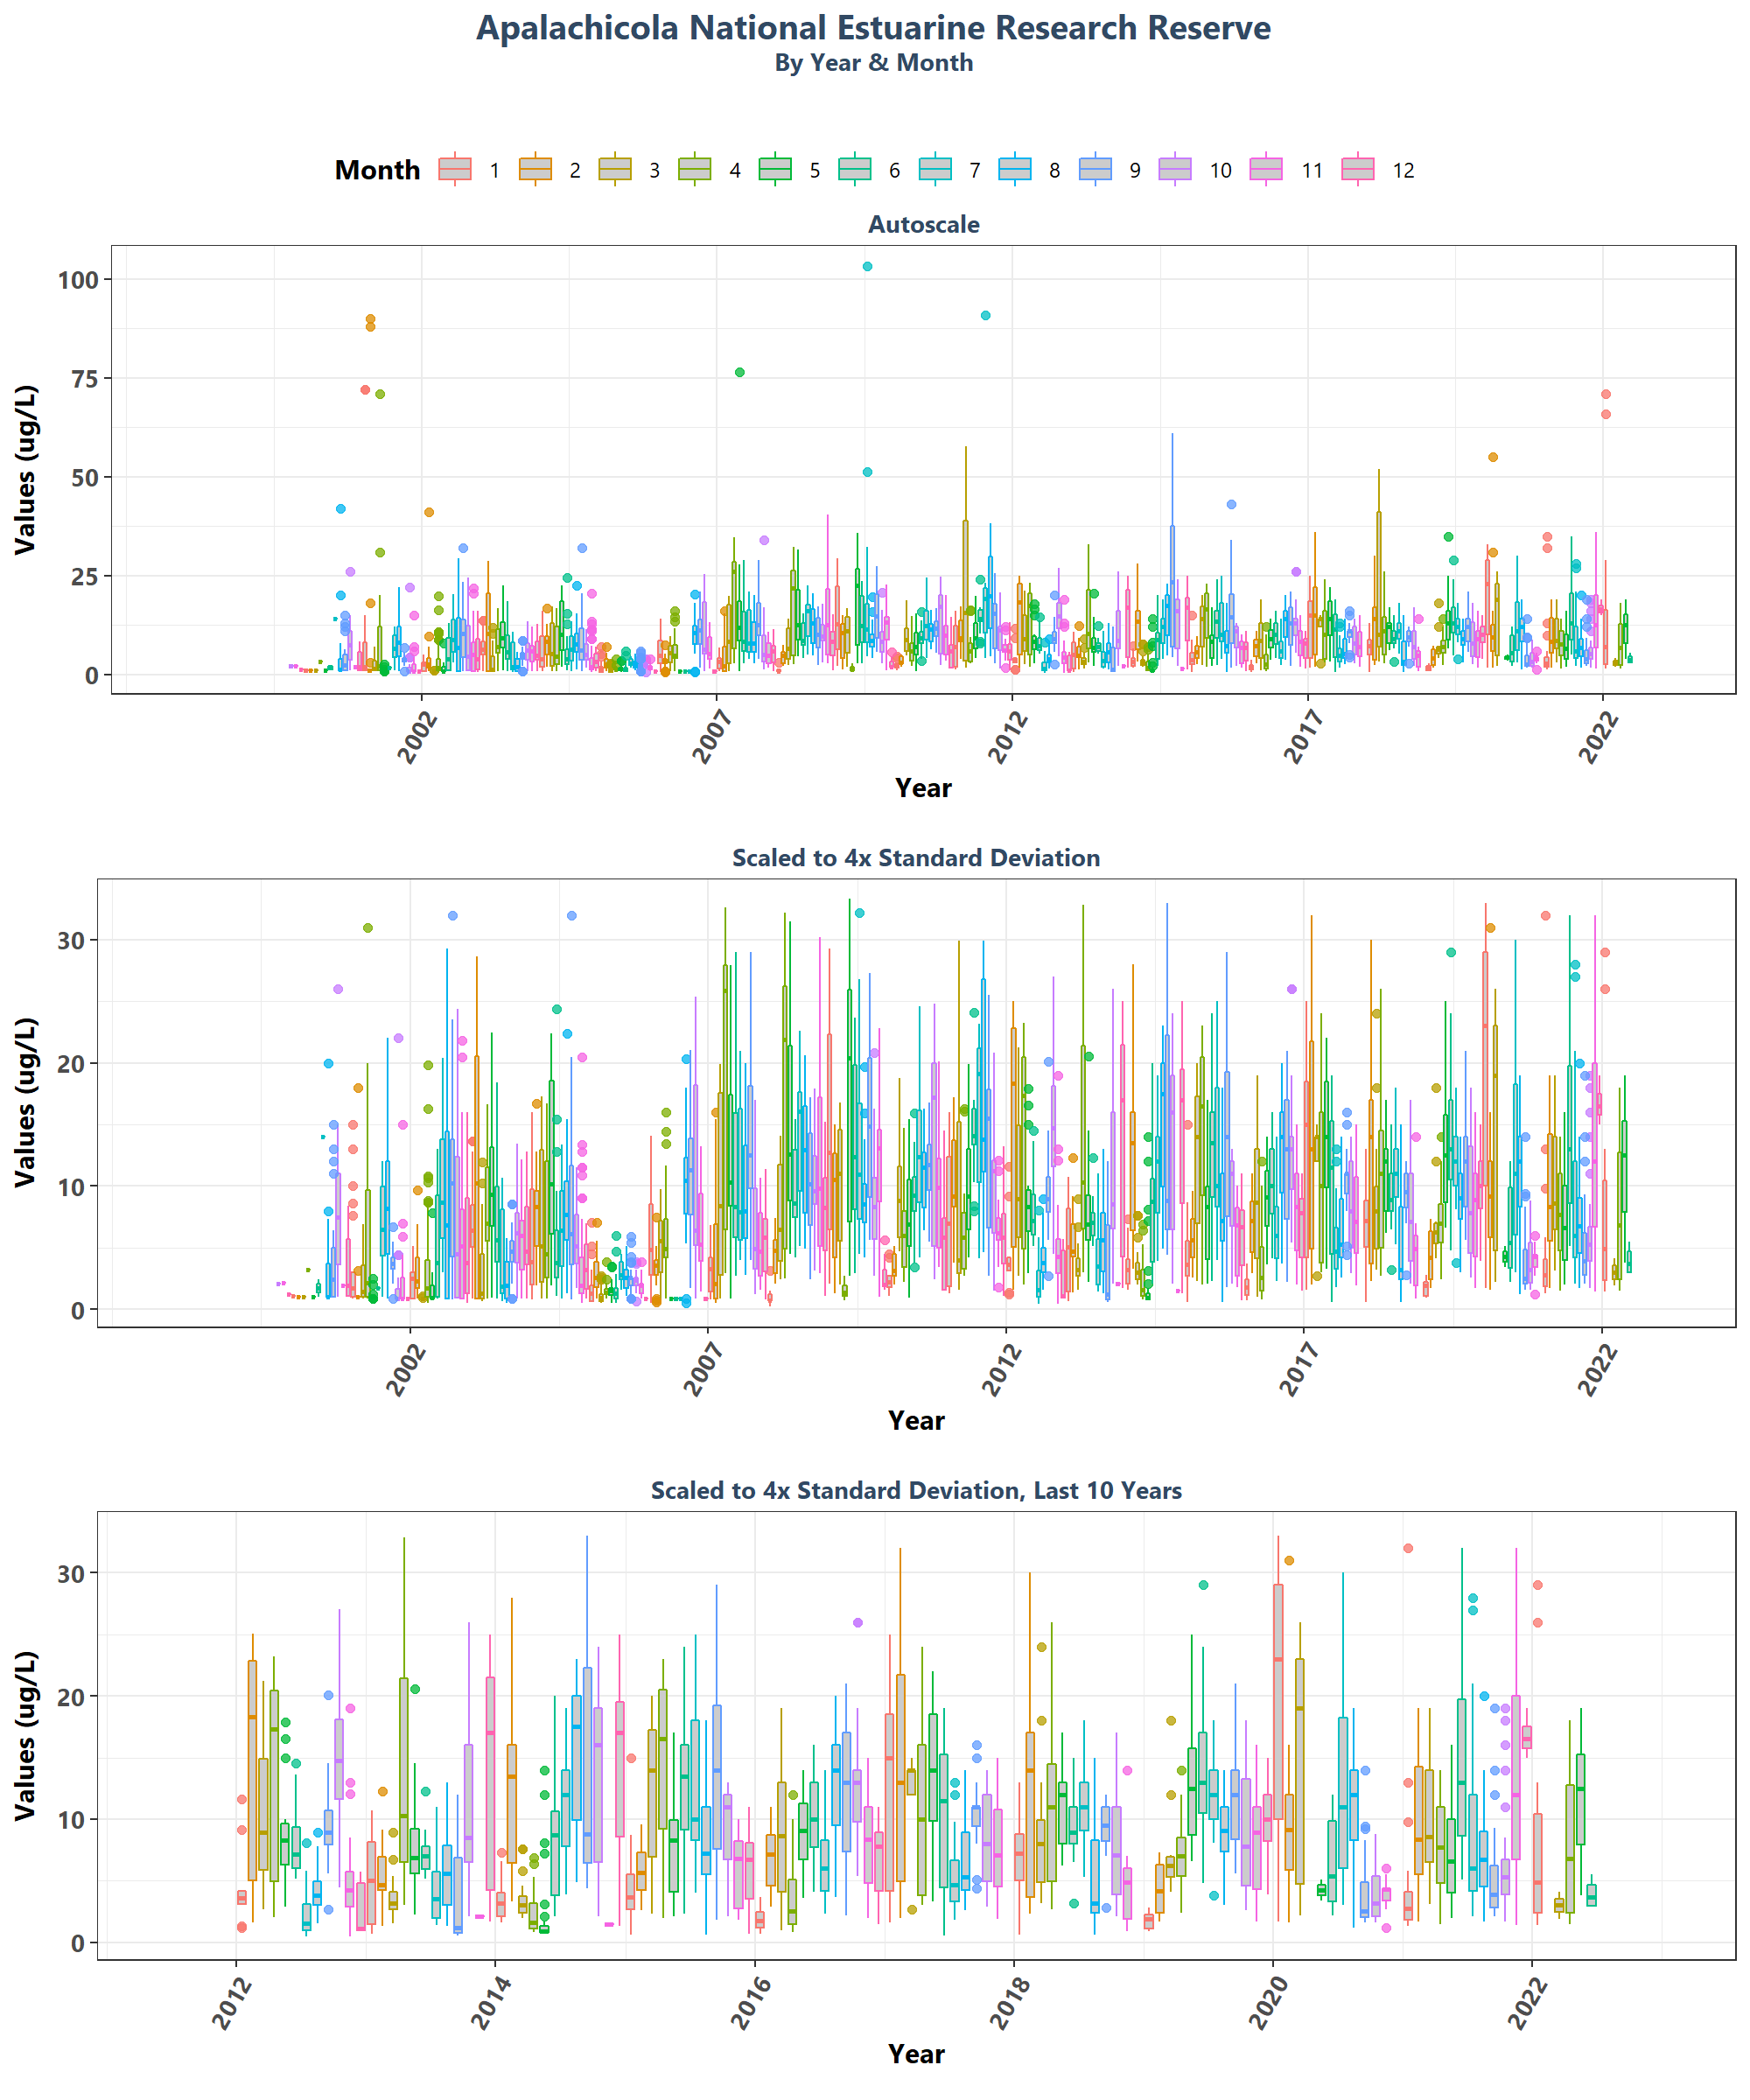 Apalachicola National Estuarine Research Reserve
By Year & Month
Month 1 2 3 4 5 6 7 8 9 10 11 12
Autoscale
Values (ug/L)
100
75
50
25
0
2002 2007 2012 2017 2022
Year
Scaled to 4x Standard Deviation
Values (ug/L)
30
20
10
0
2002 2007 2012 2017 2022
Year
Scaled to 4x Standard Deviation, Last 10 Years
Values (ug/L)
30
20
10
0
2012 2014 2016 2018 2020 2022
Year